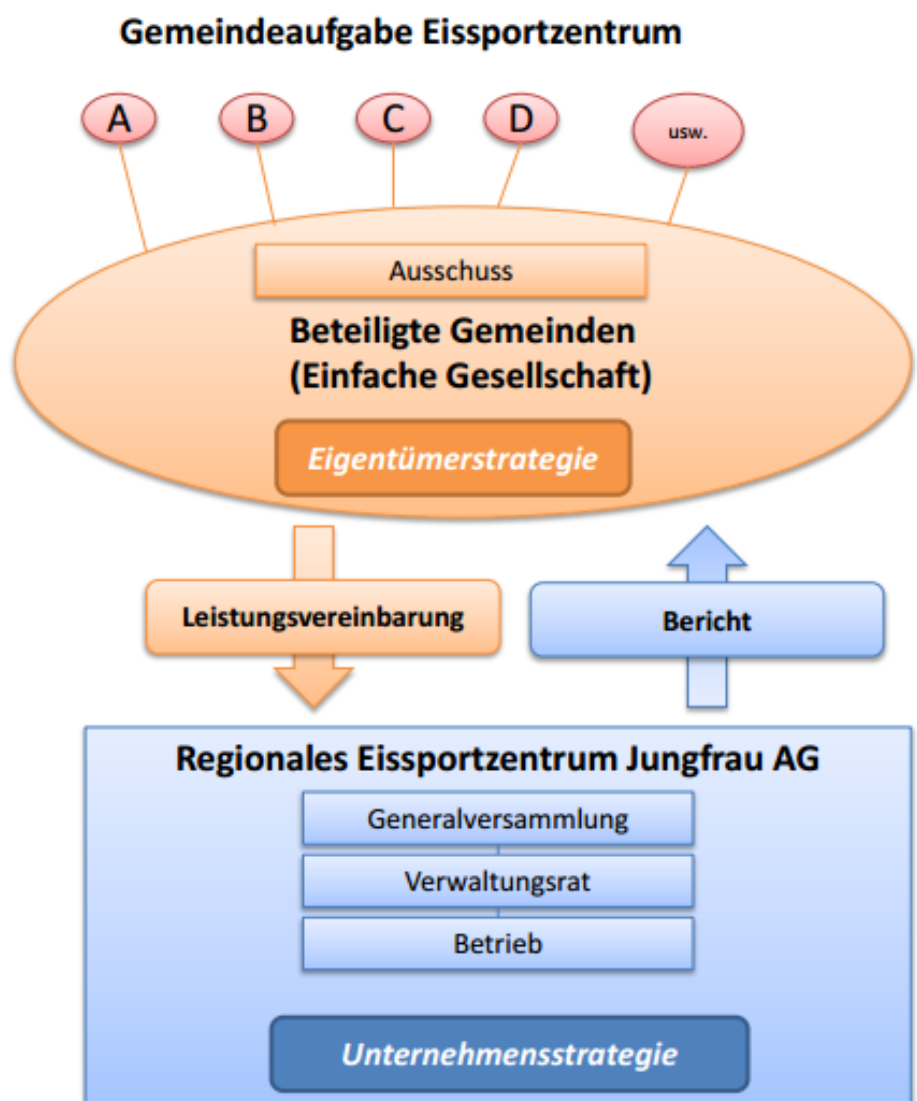 Gemeindeaufgabe Eissportzentrum
A
B
C
D
usw.
Ausschuss
Beteiligte Gemeinden
(Einfache Gesellschaft)
Eigentümerstrategie
Leistungsvereinbarung
Bericht
Regionales Eissportzentrum Jungfrau AG
Generalversammlung
Verwaltungsrat
Betrieb
Unternehmensstrategie